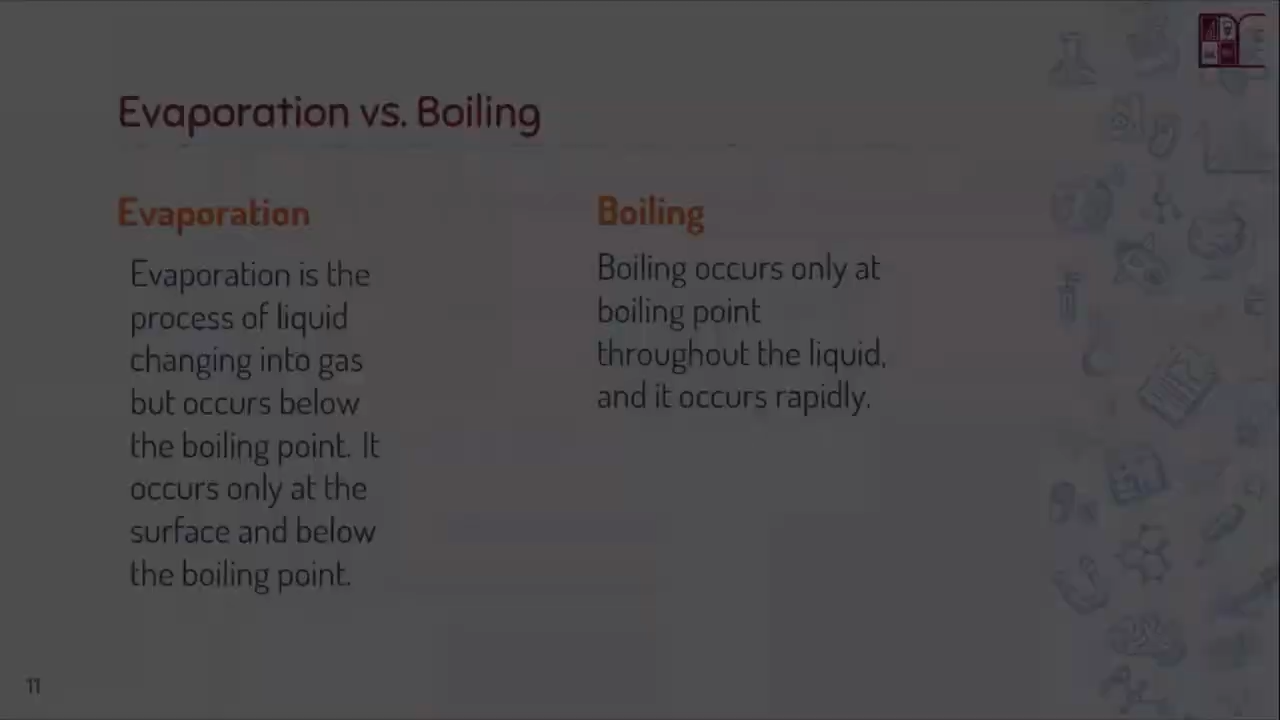 Evaporation vs. Boiling
Evaporation
Evaporation is the
process of liquid
changing into gas
but occurs below
the boiling point. It
occurs only at the
surface and below
the boiling point.
Boiling
Boiling occurs only at
boiling point
throughout the liquid,
and it occurs rapidly.
11